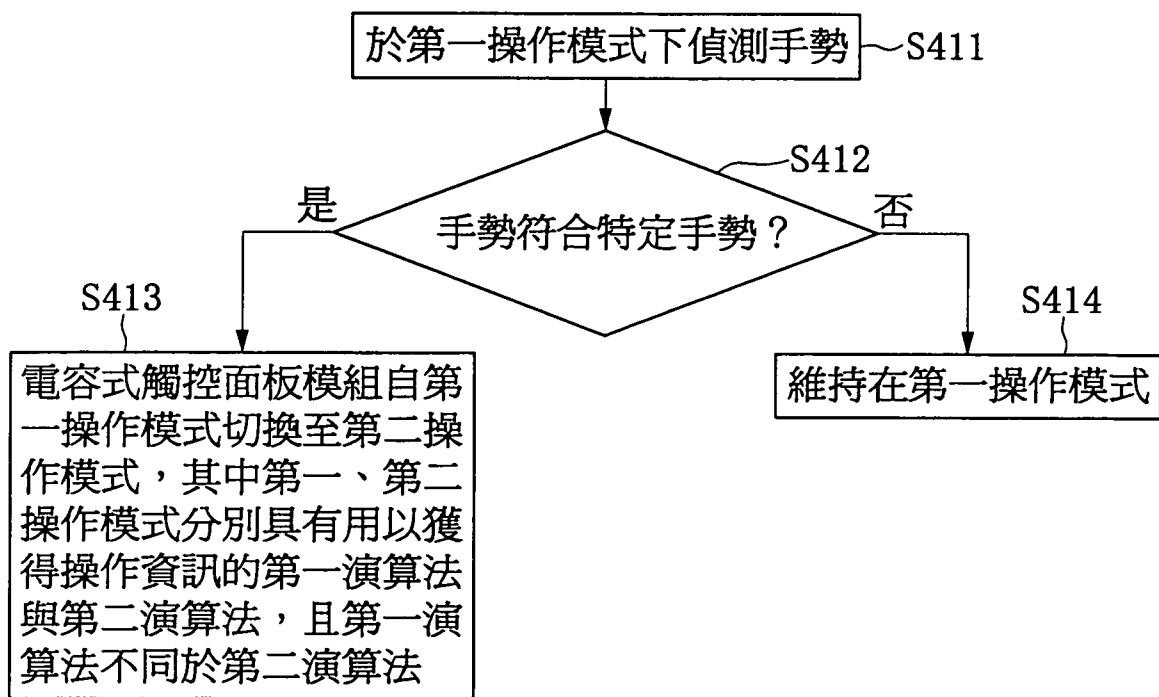 於第一操作模式下偵測手勢
S411
S412
是
否
手勢符合特定手勢？
S413
S414
電容式觸控面板模組自第
一操作模式切換至第二操
作模式，其中第一、第二
操作模式分別具有用以獲
得操作資訊的第一演算法
與第二演算法，且第一演
算法不同於第二演算法
維持在第一操作模式